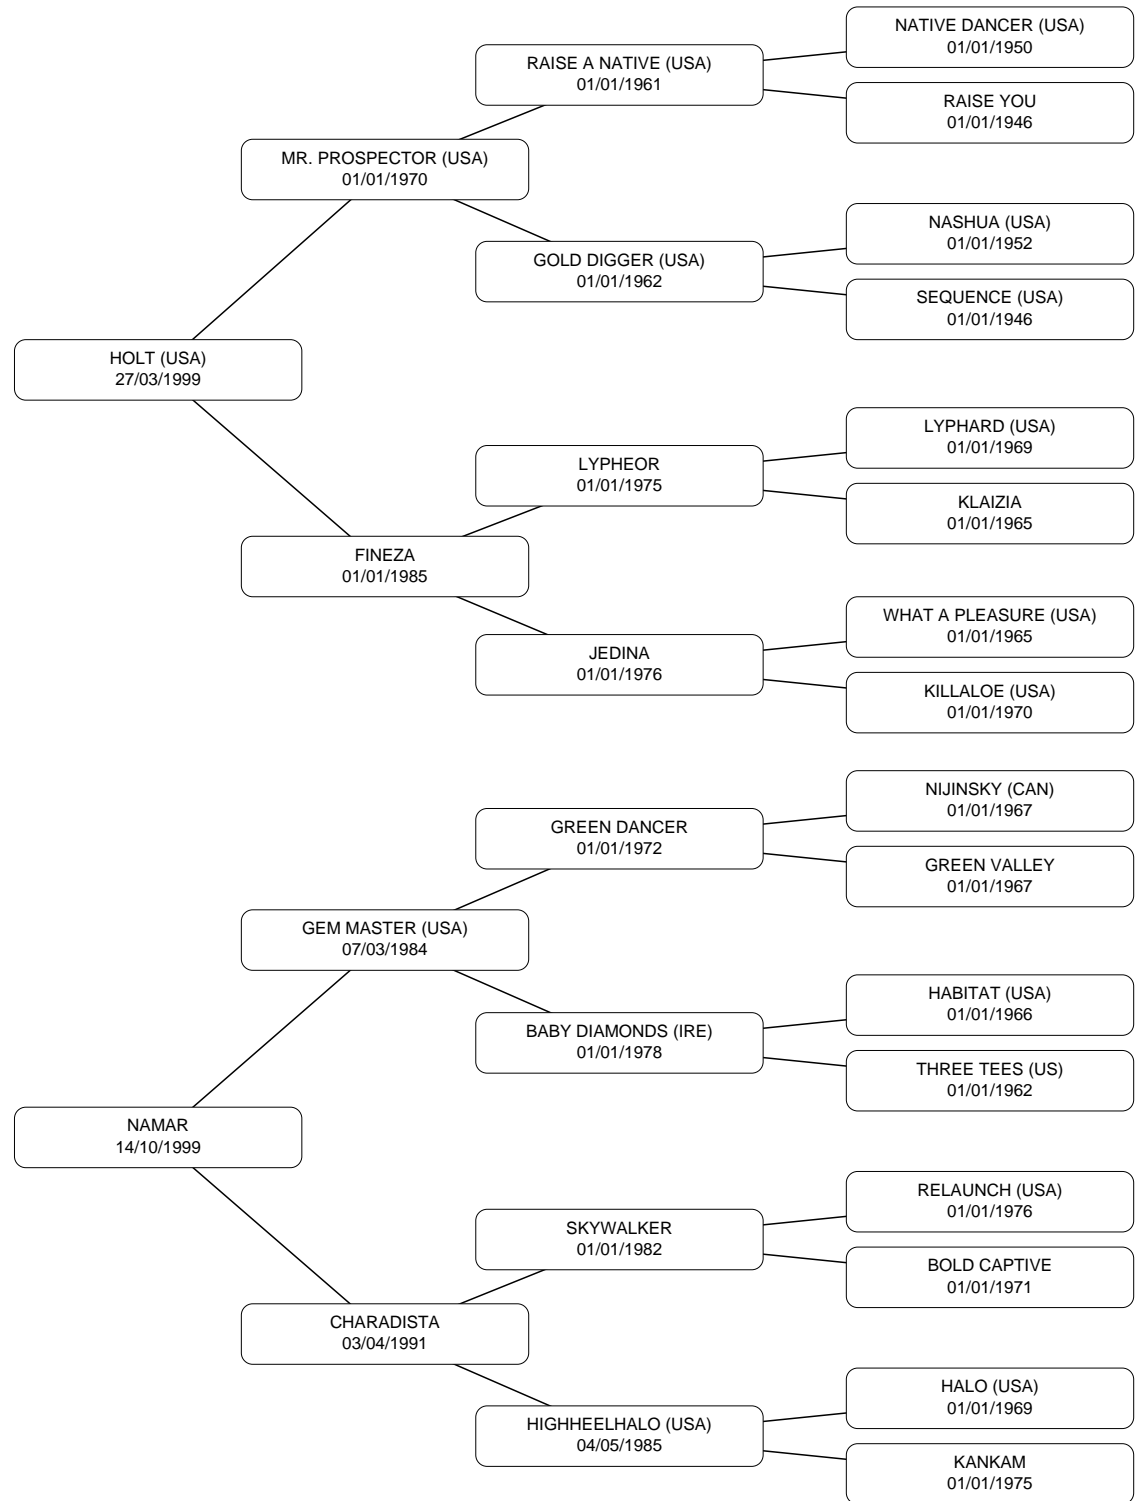 NATIVE DANCER (USA)
01/01/1950
RAISE A NATIVE (USA)
01/01/1961
RAISE YOU
01/01/1946
MR. PROSPECTOR (USA)
01/01/1970
NASHUA (USA)
01/01/1952
GOLD DIGGER (USA)
01/01/1962
SEQUENCE (USA)
01/01/1946
HOLT (USA)
27/03/1999
LYPHARD (USA)
01/01/1969
LYPHEOR
01/01/1975
KLAIZIA
01/01/1965
FINEZA
01/01/1985
WHAT A PLEASURE (USA)
01/01/1965
JEDINA
01/01/1976
KILLALOE (USA)
01/01/1970
NIJINSKY (CAN)
01/01/1967
GREEN DANCER
01/01/1972
GREEN VALLEY
01/01/1967
GEM MASTER (USA)
07/03/1984
HABITAT (USA)
01/01/1966
BABY DIAMONDS (IRE)
01/01/1978
THREE TEES (US)
01/01/1962
NAMAR
14/10/1999
RELAUNCH (USA)
01/01/1976
SKYWALKER
01/01/1982
BOLD CAPTIVE
01/01/1971
CHARADISTA
03/04/1991
HALO (USA)
01/01/1969
HIGHHEELHALO (USA)
04/05/1985
KANKAM
01/01/1975